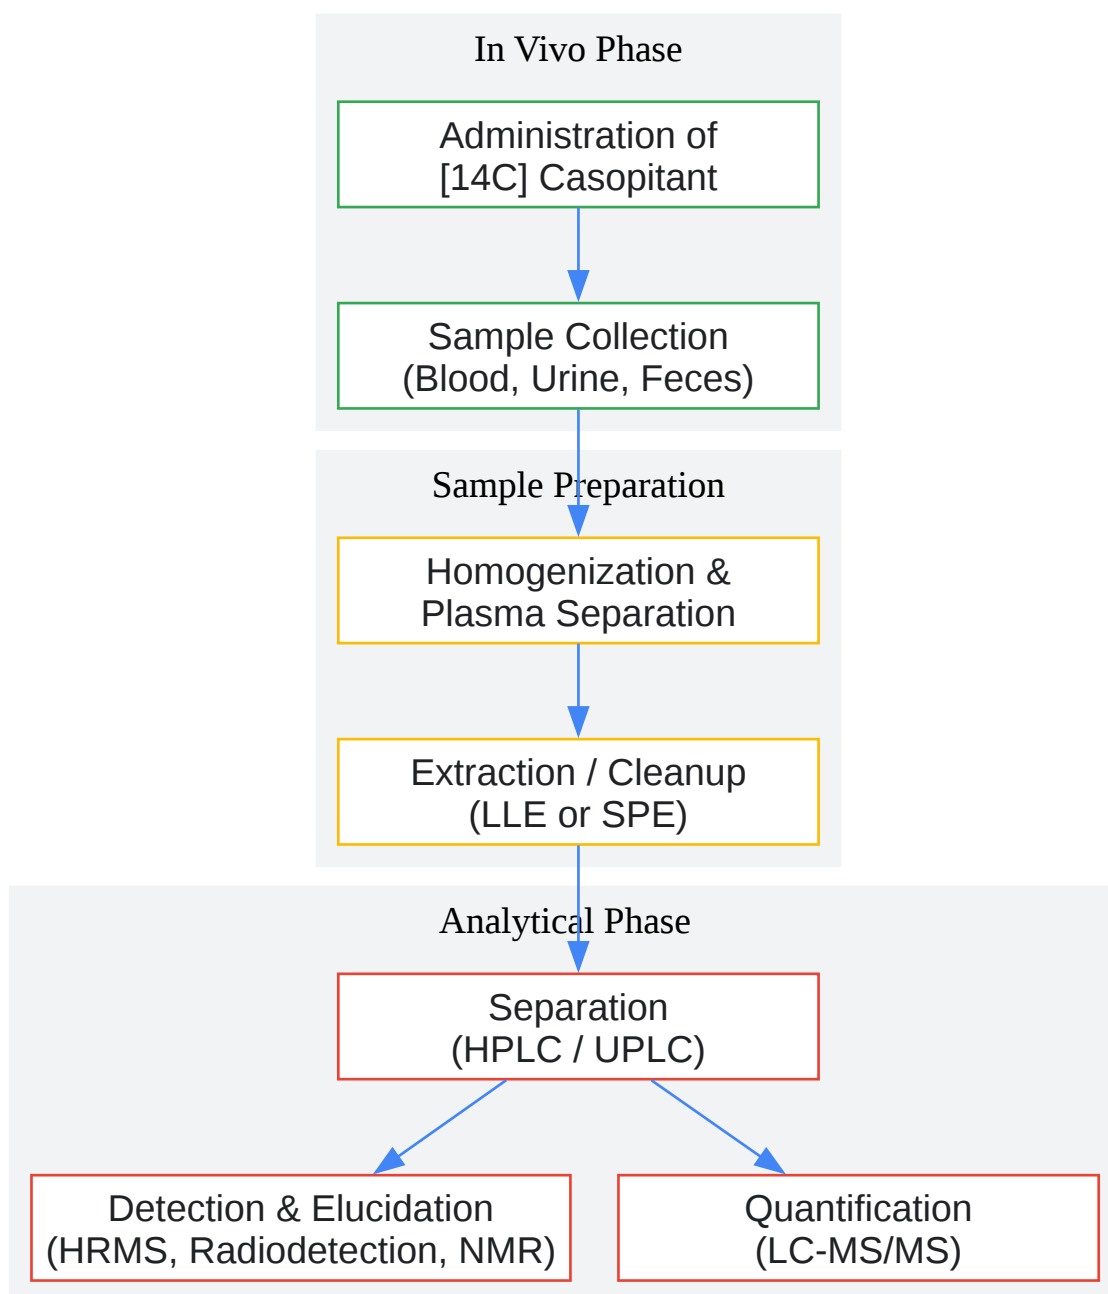 In Vivo Phase
Administration of
[14C] Casopitant
Sample Collection
(Blood, Urine, Feces)
Sample Preparation
Homogenization &
Plasma Separation
Extraction / Cleanup
(LLE or SPE)
Analytical Phase
Separation
(HPLC / UPLC)
Detection & Elucidation
(HRMS, Radiodetection, NMR)
Quantification
(LC-MS/MS)